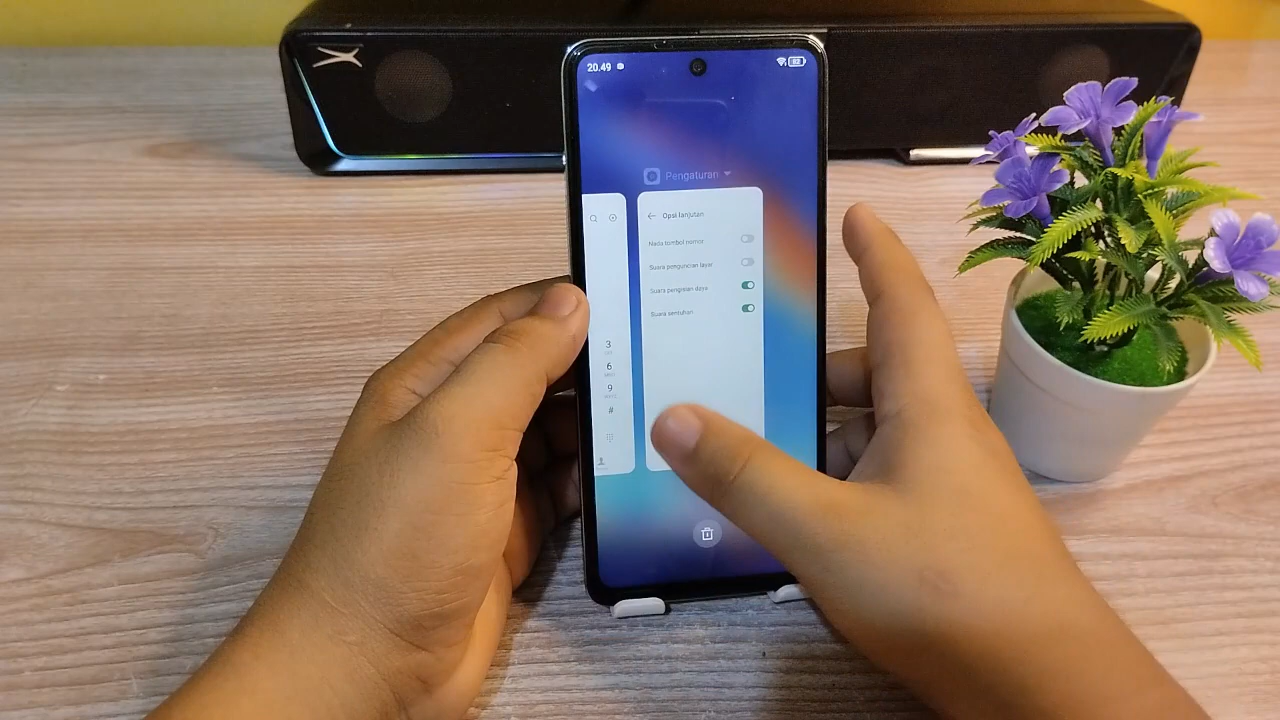 20.49
62
Pengaturan
Opsi lanjutan
Nada tombol nomor
Suara penguncian layar
Suara pengisian daya
Suara sentuhan
3
6
9
#